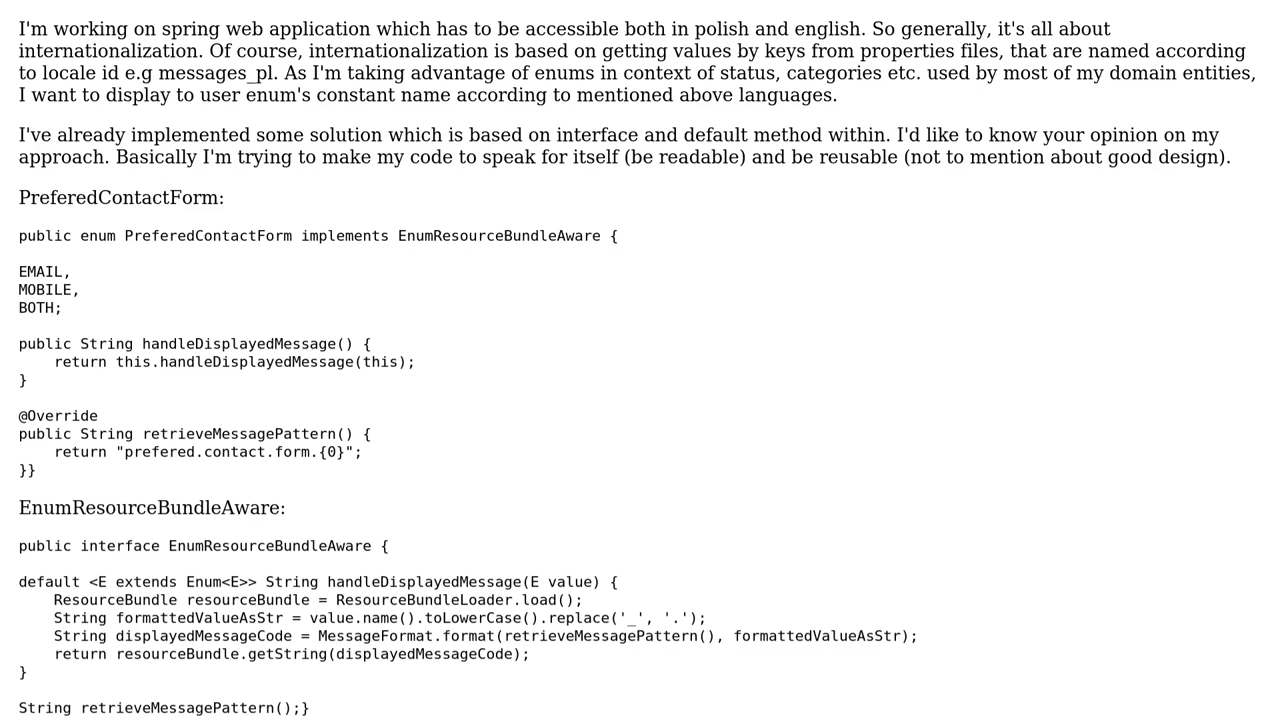 I'm working on spring web application which has to be accessible both in polish and english. So generally, it's all about
internationalization. Of course, internationalization is based on getting values by keys from properties files, that are named according
to locale id e.g messages_pl. As I'm taking advantage of enums in context of status, categories etc. used by most of my domain entities,
I want to display to user enum's constant name according to mentioned above languages.
I've already implemented some solution which is based on interface and default method within. I'd like to know your opinion on my
approach. Basically I'm trying to make my code to speak for itself (be readable) and be reusable (not to mention about good design).
PreferedContactForm:
public enum PreferedContactForm implements EnumResourceBundleAware {
EMAIL,
MOBILE,
BOTH;
public String handleDisplayedMessage() {
    return this.handleDisplayedMessage(this);
}
@Override
public String retrieveMessagePattern() {
    return "prefered.contact.form.{0}";
}}
EnumResourceBundleAware:
public interface EnumResourceBundleAware {
default <E extends Enum<E>> String handleDisplayedMessage(E value) {
    ResourceBundle resourceBundle = ResourceBundleLoader.load();
    String formattedValueAsStr = value.name().toLowerCase().replace('_', '.');
    String displayedMessageCode = MessageFormat.format(retrieveMessagePattern(), formattedValueAsStr);
    return resourceBundle.getString(displayedMessageCode);
}
String retrieveMessagePattern();}